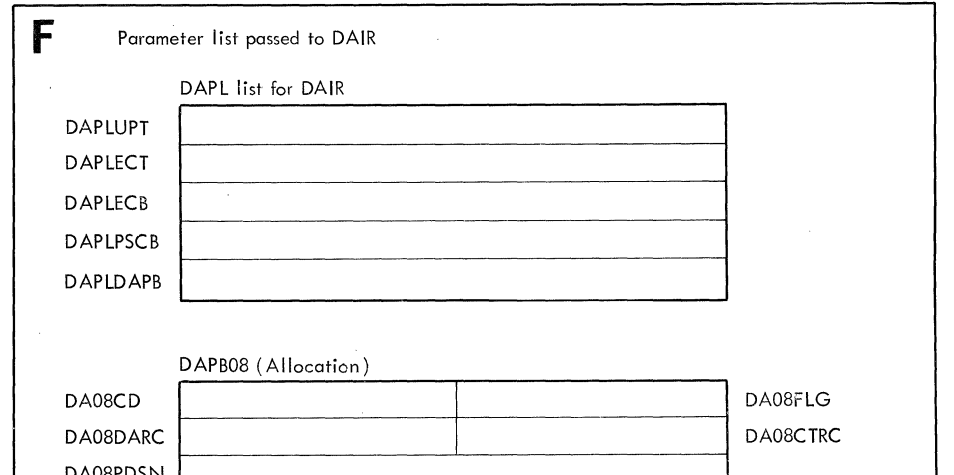 F Parameter list passed to DAIR
DAPL list for DAIR
DAPLUPT
DAPLECT
DAPLECB
DAPLPSCB
DAPLDAPB
DAPB08 (Allocation)
DA08CD DA08FLG
DA08DARC DA08CTRC
DA08PDSN